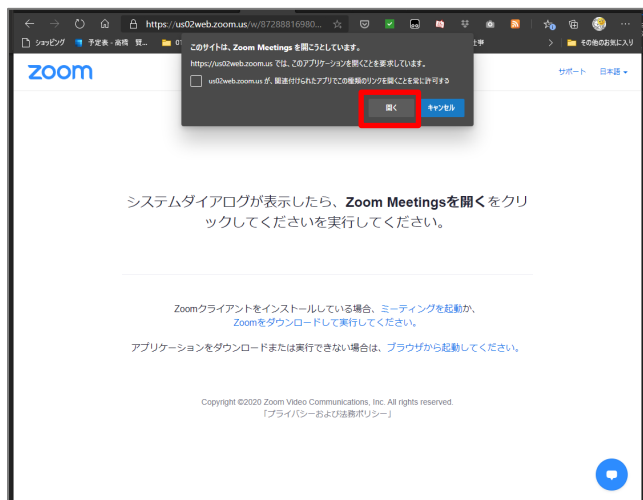 https://us02web.zoom.us/w/87288816980...
ショッピング 予定表 - 高橋 賢... 01
その他のお気に入り
このサイトは、Zoom Meetings を開こうとしています。
https://us02web.zoom.us では、このアプリケーションを開くことを要求しています。
us02web.zoom.us が、関連付けられたアプリでこの種類のリンクを開くことを常に許可する
開く キャンセル
zoom
サポート 日本語
システムダイアログが表示したら、Zoom Meetingsを開くをクリ
ックしてくださいを実行してください。
Zoomクライアントをインストールしている場合、ミーティングを起動か、
Zoomをダウンロードして実行してください。
アプリケーションをダウンロードまたは実行できない場合は、ブラウザから起動してください。
Copyright ©2020 Zoom Video Communications, Inc. All rights reserved.
「プライバシーおよび法務ポリシー」